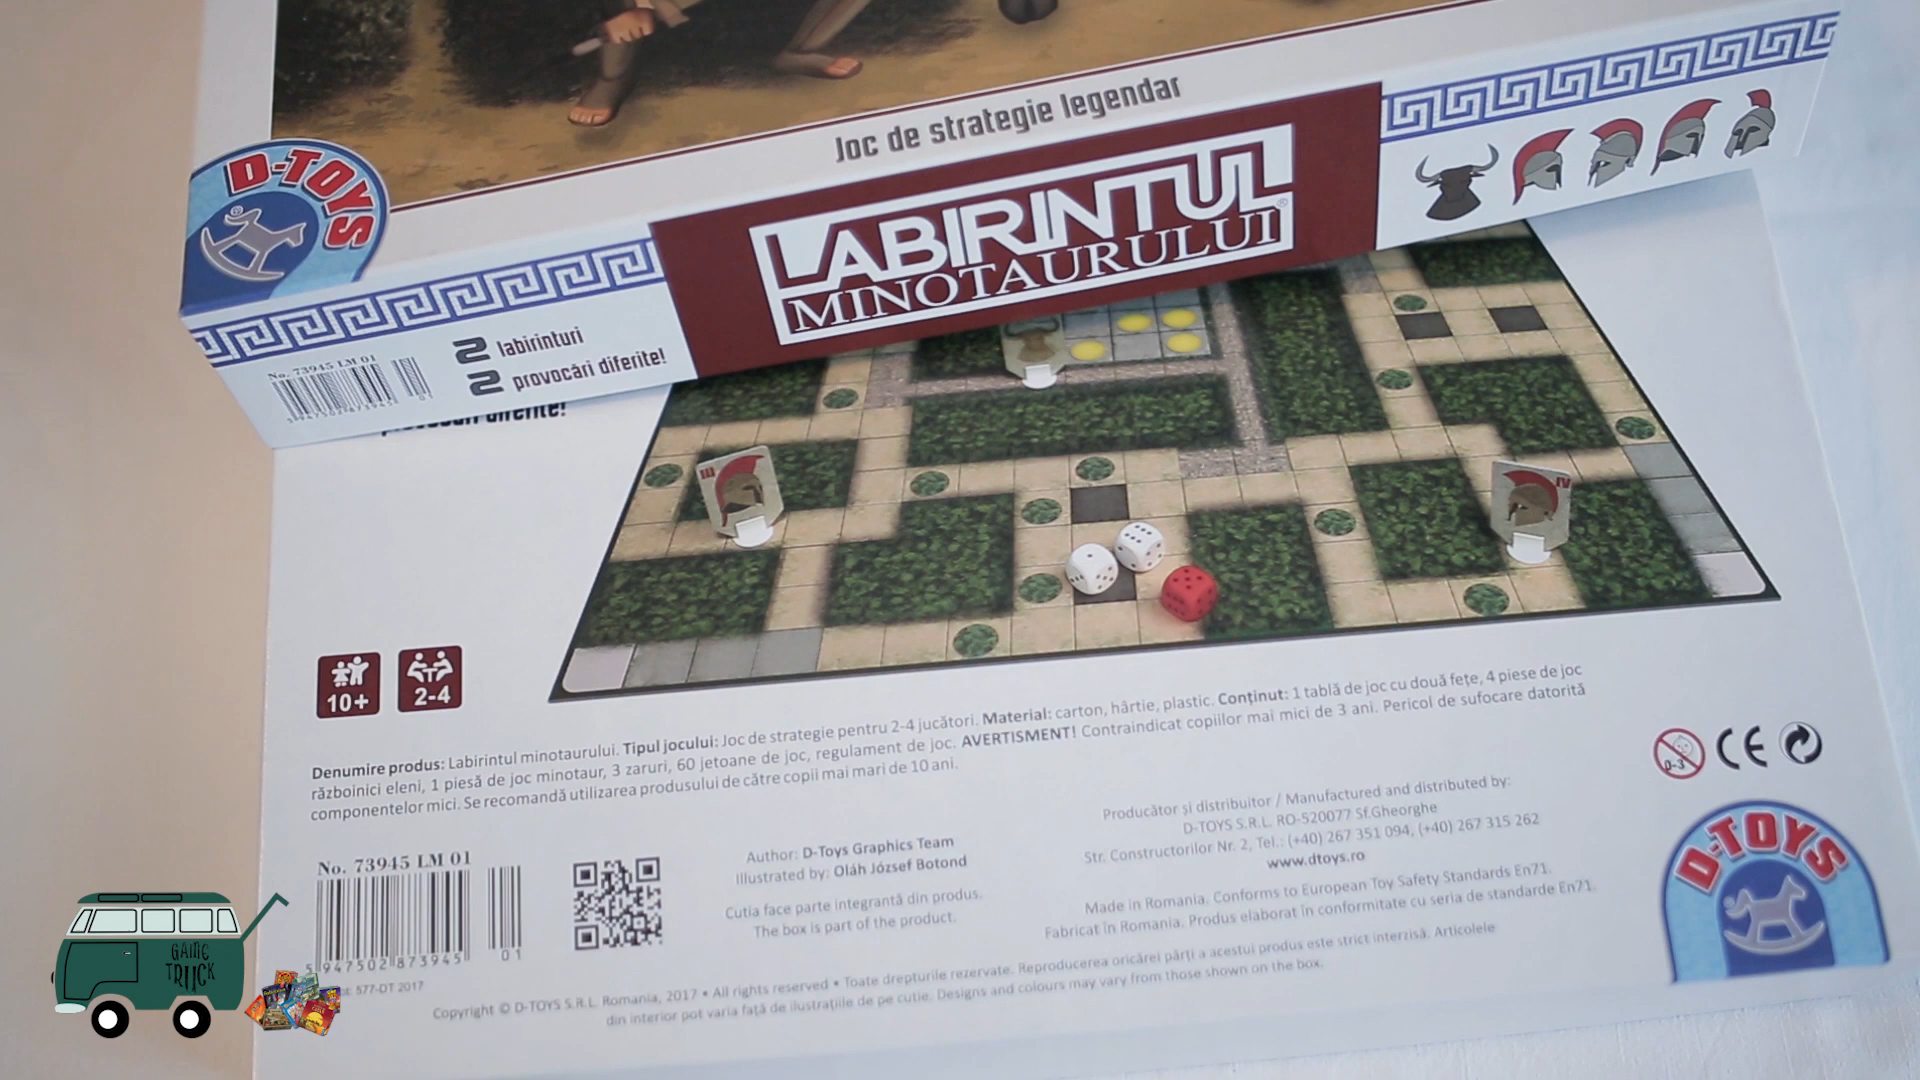 Joc de strategie legendar
D-TOYS
LABIRINTUL
MINOTAURULUI
®
No. 73945 LM 01
01
2 labirinturi
2 provocări diferite!
diferite!
III
IV
10+
2-4
Denumire produs: Labirintul minotaurului. Tipul jocului: Joc de strategie pentru 2-4 jucători. Material: carton, hârtie, plastic. Conținut: 1 tablă de joc cu două fețe, 4 piese de joc
războinici eleni, 1 piesă de joc minotaur, 3 zaruri, 60 jetoane de joc, regulament de joc. AVERTISMENT! Contraindicat copiilor mai mici de 3 ani. Pericol de sufocare datorită
componentelor mici. Se recomandă utilizarea produsului de către copii mai mari de 10 ani.
0-3
CE
No. 73945 LM 01
5 947502 873945
01
577-DT 2017
Author: D-Toys Graphics Team
Illustrated by: Oláh József Botond
Cutia face parte integrantă din produs.
The box is part of the product.
Producător și distribuitor / Manufactured and distributed by:
D-TOYS S.R.L. RO-520077 Sf.Gheorghe
Str. Constructorilor Nr. 2, Tel.: (+40) 267 351 094, (+40) 267 315 262
www.dtoys.ro
Made in Romania. Conforms to European Toy Safety Standards En71.
Fabricat în Romania. Produs elaborat în conformitate cu seria de standarde En71.
Copyright © D-TOYS S.R.L. Romania, 2017 • All rights reserved • Toate drepturile rezervate. Reproducerea oricărei părți a acestui produs este strict interzisă. Articolele
din interior pot varia față de ilustrațiile de pe cutie. Designs and colours may vary from those shown on the box.
D-TOYS
GAME
TRUCK